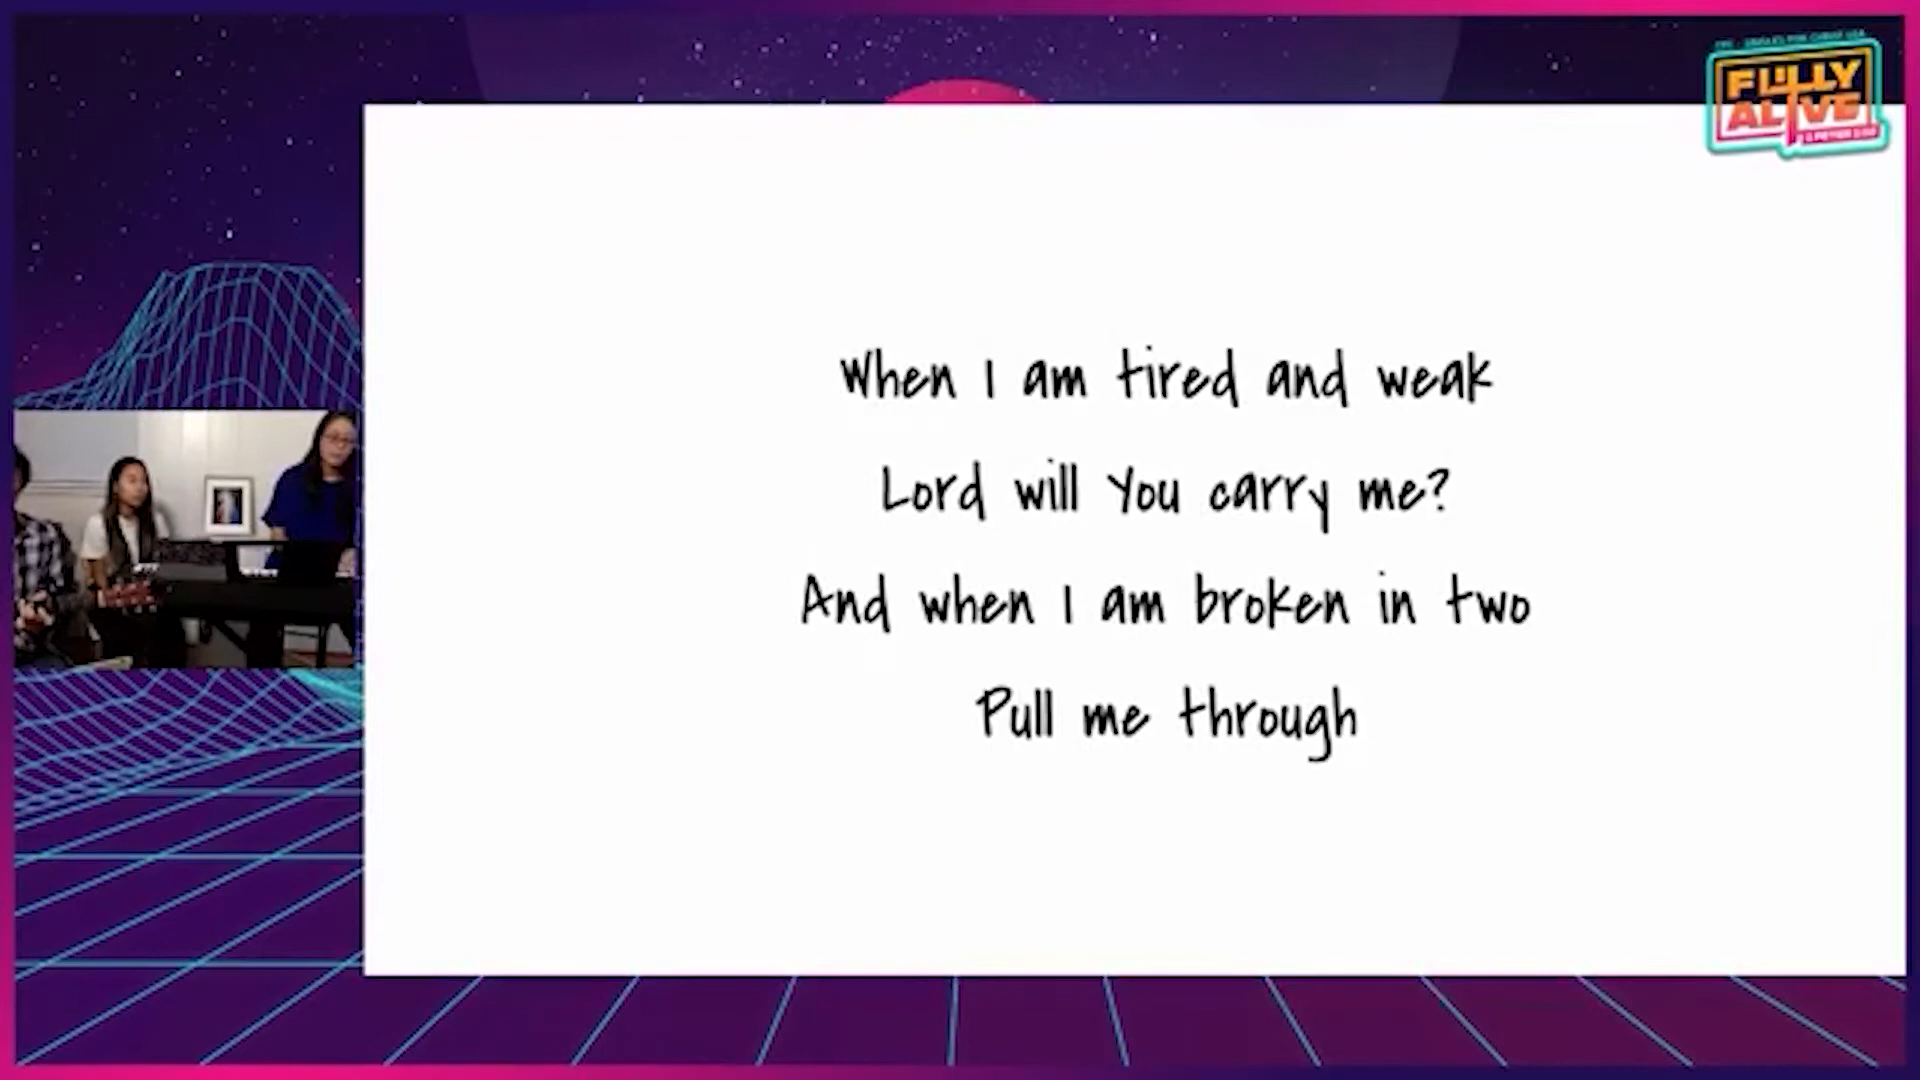 FULLY
ALIVE
When I am tired and weak
Lord will You carry me?
And when I am broken in two
Pull me through